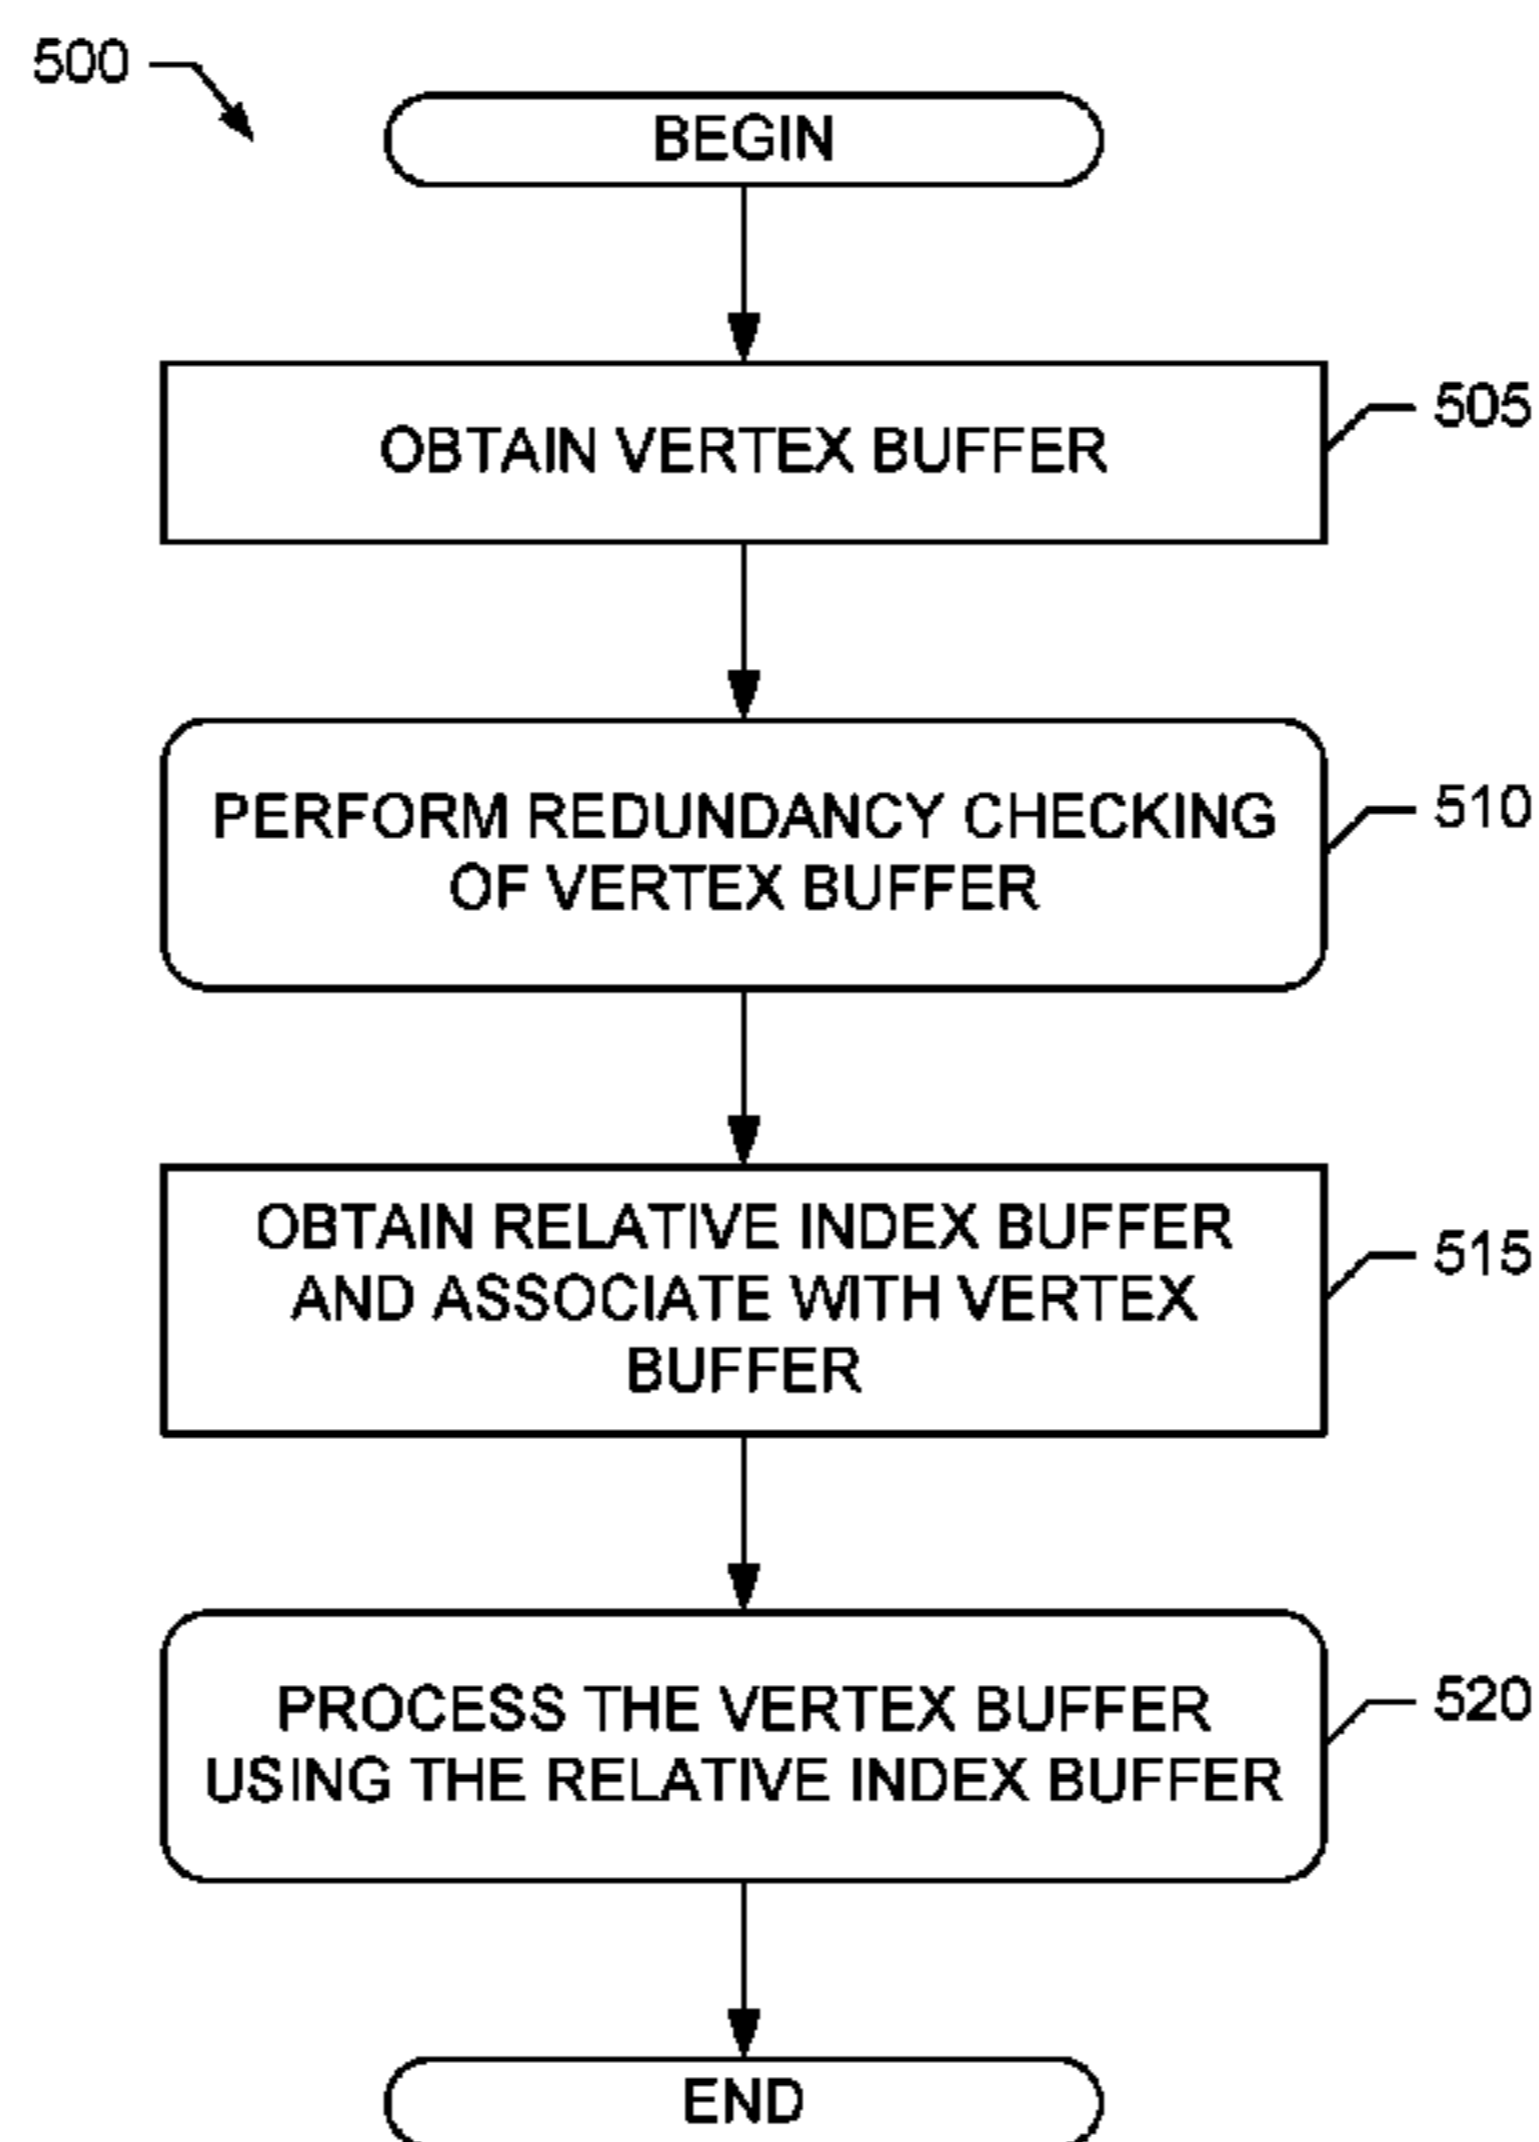 500
BEGIN
OBTAIN VERTEX BUFFER
505
PERFORM REDUNDANCY CHECKING
OF VERTEX BUFFER
510
OBTAIN RELATIVE INDEX BUFFER
AND ASSOCIATE WITH VERTEX
BUFFER
515
PROCESS THE VERTEX BUFFER
USING THE RELATIVE INDEX BUFFER
520
END